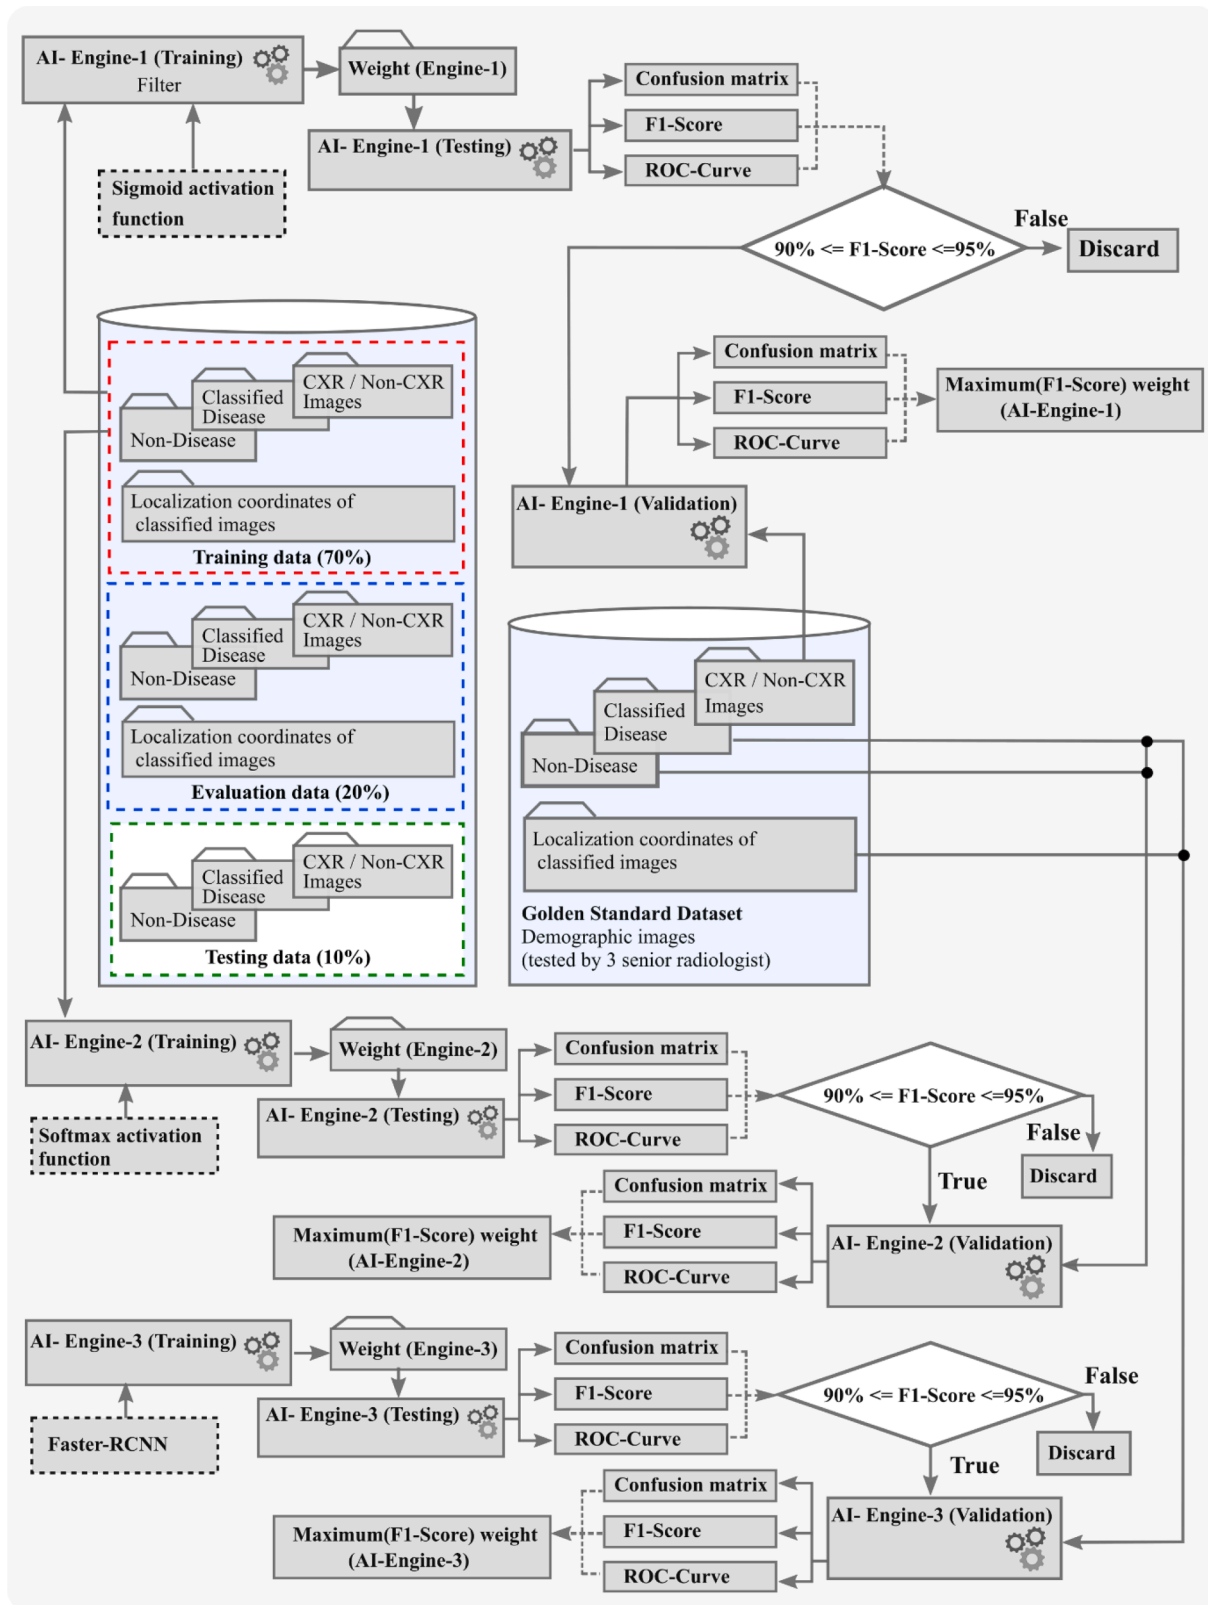 AI- Engine-1 (Training)
Filter
Weight (Engine-1)
AI- Engine-1 (Testing)
Confusion matrix
F1-Score
ROC-Curve
Sigmoid activation
function
90% <= F1-Score <=95%
False
Discard
Confusion matrix
F1-Score
ROC-Curve
Maximum(F1-Score) weight
(AI-Engine-1)
AI- Engine-1 (Validation)
CXR / Non-CXR
Images
Classified
Disease
Non-Disease
Localization coordinates of
classified images
Training data (70%)
CXR / Non-CXR
Images
Classified
Disease
Non-Disease
Localization coordinates of
classified images
Evaluation data (20%)
CXR / Non-CXR
Images
Classified
Disease
Non-Disease
Testing data (10%)
CXR / Non-CXR
Images
Classified
Disease
Non-Disease
Localization coordinates of
classified images
Golden Standard Dataset
Demographic images
(tested by 3 senior radiologist)
AI- Engine-2 (Training)
Weight (Engine-2)
AI- Engine-2 (Testing)
Softmax activation
function
Confusion matrix
F1-Score
ROC-Curve
90% <= F1-Score <=95%
False
Discard
True
AI- Engine-2 (Validation)
Confusion matrix
F1-Score
ROC-Curve
Maximum(F1-Score) weight
(AI-Engine-2)
AI- Engine-3 (Training)
Weight (Engine-3)
AI- Engine-3 (Testing)
Faster-RCNN
Confusion matrix
F1-Score
ROC-Curve
90% <= F1-Score <=95%
False
Discard
True
AI- Engine-3 (Validation)
Confusion matrix
F1-Score
ROC-Curve
Maximum(F1-Score) weight
(AI-Engine-3)